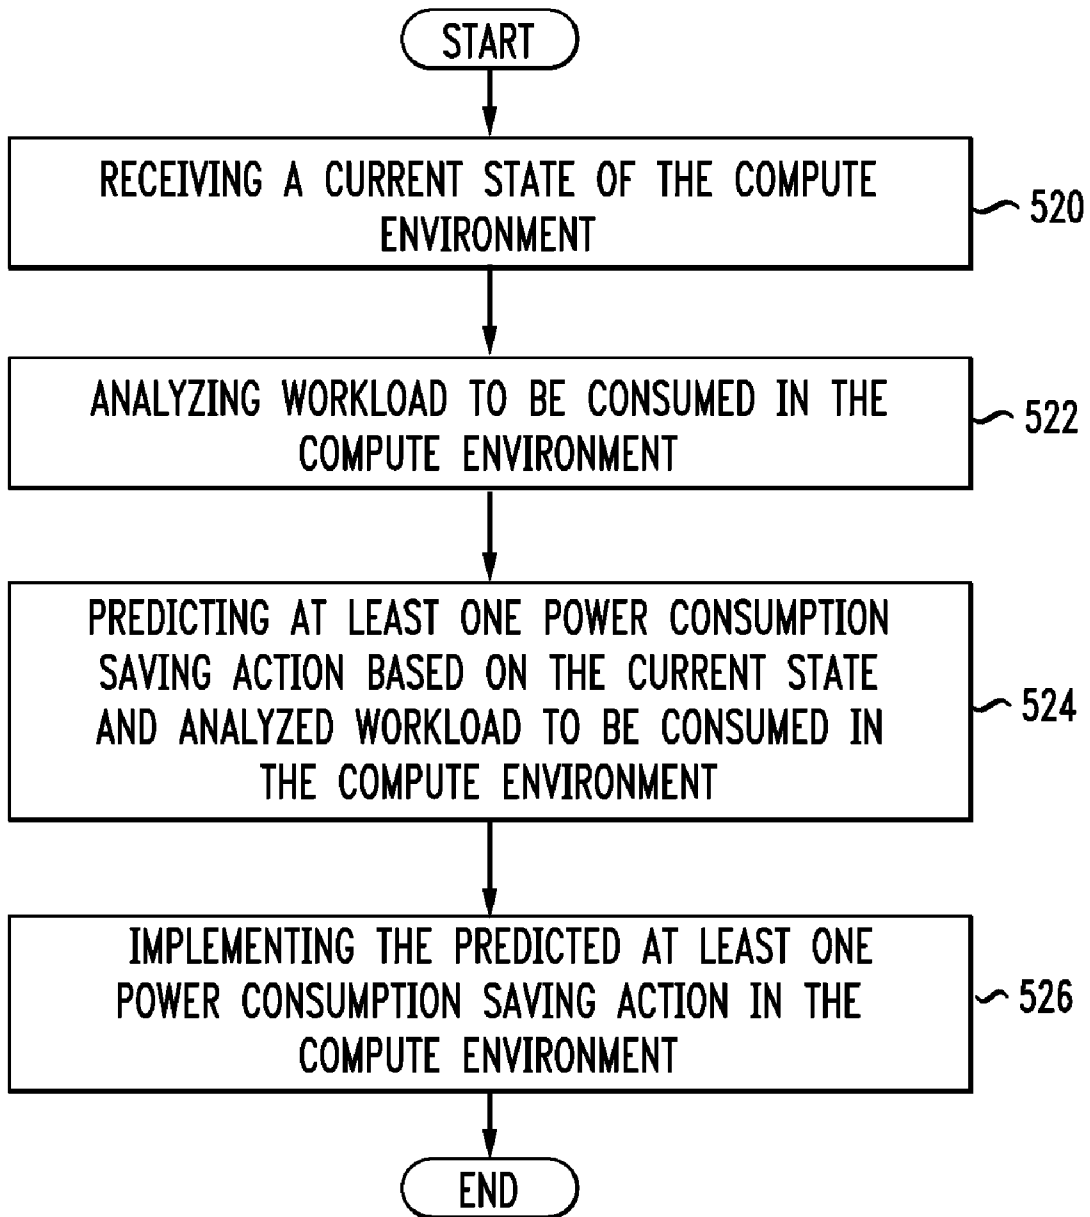 START
RECEIVING A CURRENT STATE OF THE COMPUTE
ENVIRONMENT
520
ANALYZING WORKLOAD TO BE CONSUMED IN THE
COMPUTE ENVIRONMENT
522
PREDICTING AT LEAST ONE POWER CONSUMPTION
SAVING ACTION BASED ON THE CURRENT STATE
AND ANALYZED WORKLOAD TO BE CONSUMED IN
THE COMPUTE ENVIRONMENT
524
IMPLEMENTING THE PREDICTED AT LEAST ONE
POWER CONSUMPTION SAVING ACTION IN THE
COMPUTE ENVIRONMENT
526
END